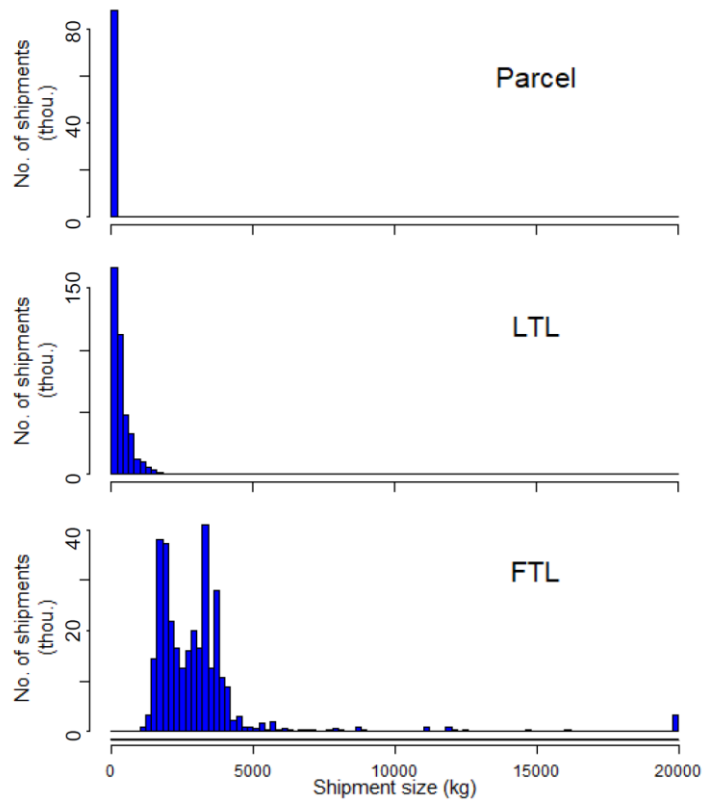 No. of shipments
(thou.)
80
40
0
Parcel
No. of shipments
(thou.)
150
0
LTL
No. of shipments
(thou.)
40
20
0
FTL
0 5000 10000 15000 20000
Shipment size (kg)